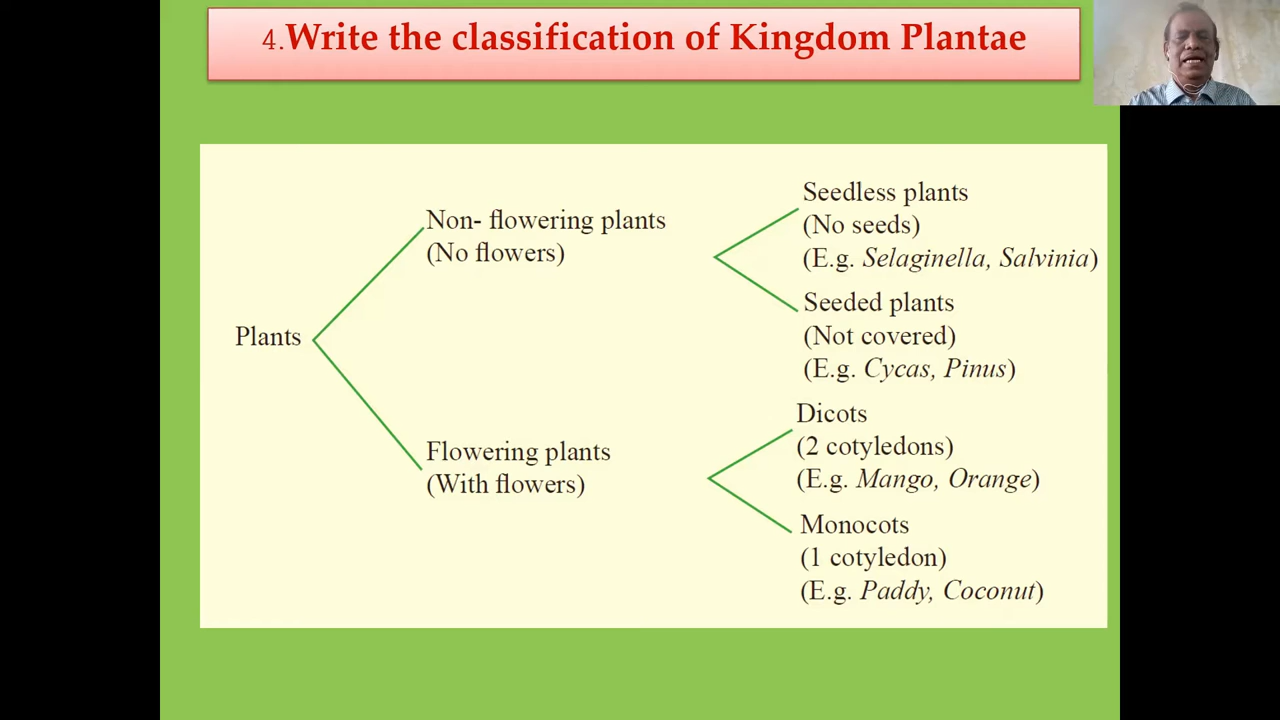 4.Write the classification of Kingdom Plantae
Non- flowering plants
(No flowers)
Seedless plants
(No seeds)
(E.g. Selaginella, Salvinia)
Seeded plants
(Not covered)
(E.g. Cycas, Pinus)
Plants
Flowering plants
(With flowers)
Dicots
(2 cotyledons)
(E.g. Mango, Orange)
Monocots
(1 cotyledon)
(E.g. Paddy, Coconut)